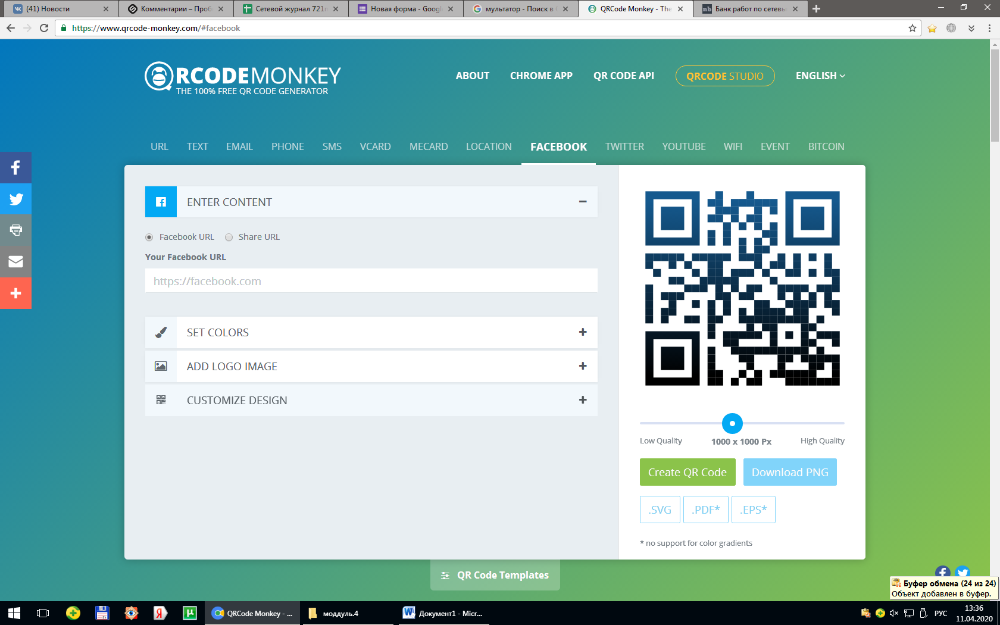 (41) Новости
Комментарии – Проб
Сетевой журнал 721
Новая форма - Goog
мультатор - Поиск в
QRCode Monkey - The
Банк работ по сетев
https://www.qrcode-monkey.com/#facebook
QRCODEMONKEY
THE 100% FREE QR CODE GENERATOR
ABOUT
CHROME APP
QR CODE API
QRCODE STUDIO
ENGLISH
URL
TEXT
EMAIL
PHONE
SMS
VCARD
MECARD
LOCATION
FACEBOOK
TWITTER
YOUTUBE
WIFI
EVENT
BITCOIN
ENTER CONTENT
Facebook URL
Share URL
Your Facebook URL
https://facebook.com
SET COLORS
ADD LOGO IMAGE
CUSTOMIZE DESIGN
Low Quality
1000 x 1000 Px
High Quality
Create QR Code
Download PNG
.SVG
.PDF*
.EPS*
* no support for color gradients
QR Code Templates
Буфер обмена (24 из 24)
Объект добавлен в буфер.
QRCode Monkey - ...
моддуль.4
Документ1 - Micr...
РУС
13:36
11.04.2020